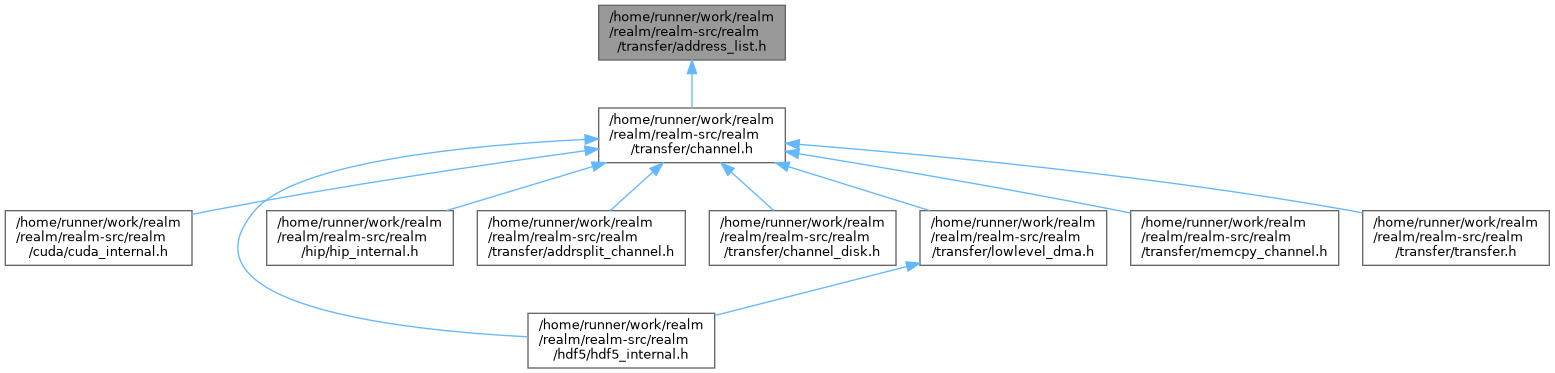 /home/runner/work/realm
/realm/realm-src/realm
/transfer/address_list.h
/home/runner/work/realm
/realm/realm-src/realm
/transfer/channel.h
/home/runner/work/realm
/realm/realm-src/realm
/cuda/cuda_internal.h
/home/runner/work/realm
/realm/realm-src/realm
/hip/hip_internal.h
/home/runner/work/realm
/realm/realm-src/realm
/transfer/addrsplit_channel.h
/home/runner/work/realm
/realm/realm-src/realm
/transfer/channel_disk.h
/home/runner/work/realm
/realm/realm-src/realm
/transfer/lowlevel_dma.h
/home/runner/work/realm
/realm/realm-src/realm
/transfer/memcpy_channel.h
/home/runner/work/realm
/realm/realm-src/realm
/transfer/transfer.h
/home/runner/work/realm
/realm/realm-src/realm
/hdf5/hdf5_internal.h